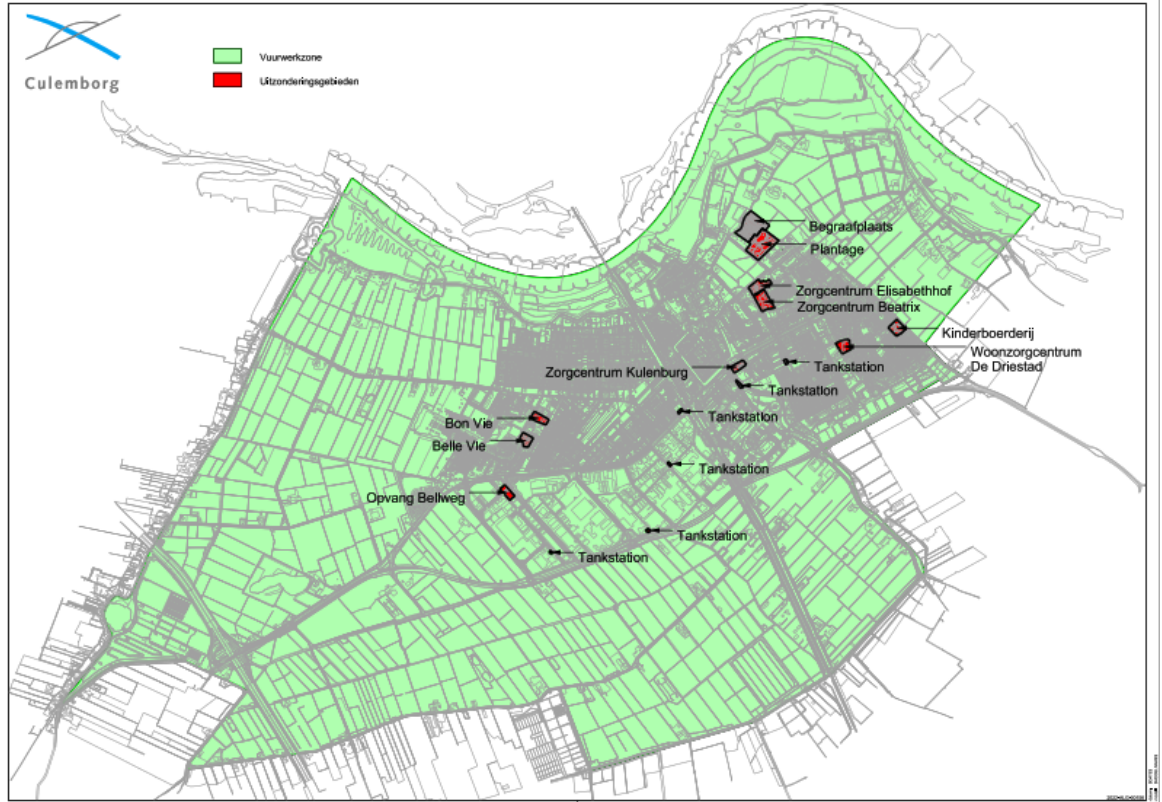 Culemborg
Vuurwerkzone
Uitzonderingsgebieden
Begraafplaats
Plantage
Zorgcentrum Elisabethhof
Zorgcentrum Beatrix
Kinderboerderij
Woonzorgcentrum
De Driestad
Tankstation
Zorgcentrum Kulenburg
Tankstation
Tankstation
Bon Vie
Belle Vie
Tankstation
Opvang Bellweg
Tankstation
Tankstation